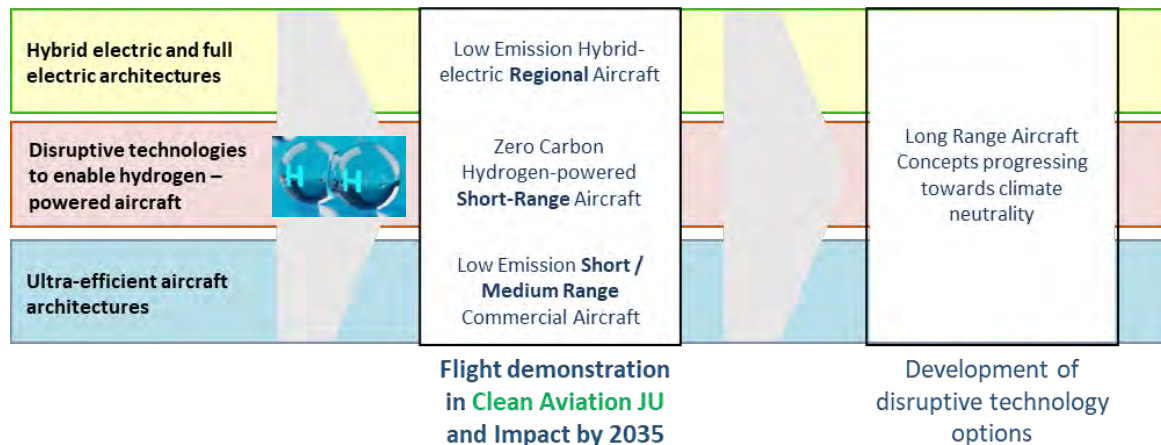 Hybrid electric and full
electric architectures
Low Emission Hybrid-
electric Regional Aircraft
Disruptive technologies
to enable hydrogen –
powered aircraft
H H
Zero Carbon
Hydrogen-powered
Short-Range Aircraft
Long Range Aircraft
Concepts progressing
towards climate
neutrality
Ultra-efficient aircraft
architectures
Low Emission Short /
Medium Range
Commercial Aircraft
Flight demonstration
in Clean Aviation JU
and Impact by 2035
Development of
disruptive technology
options